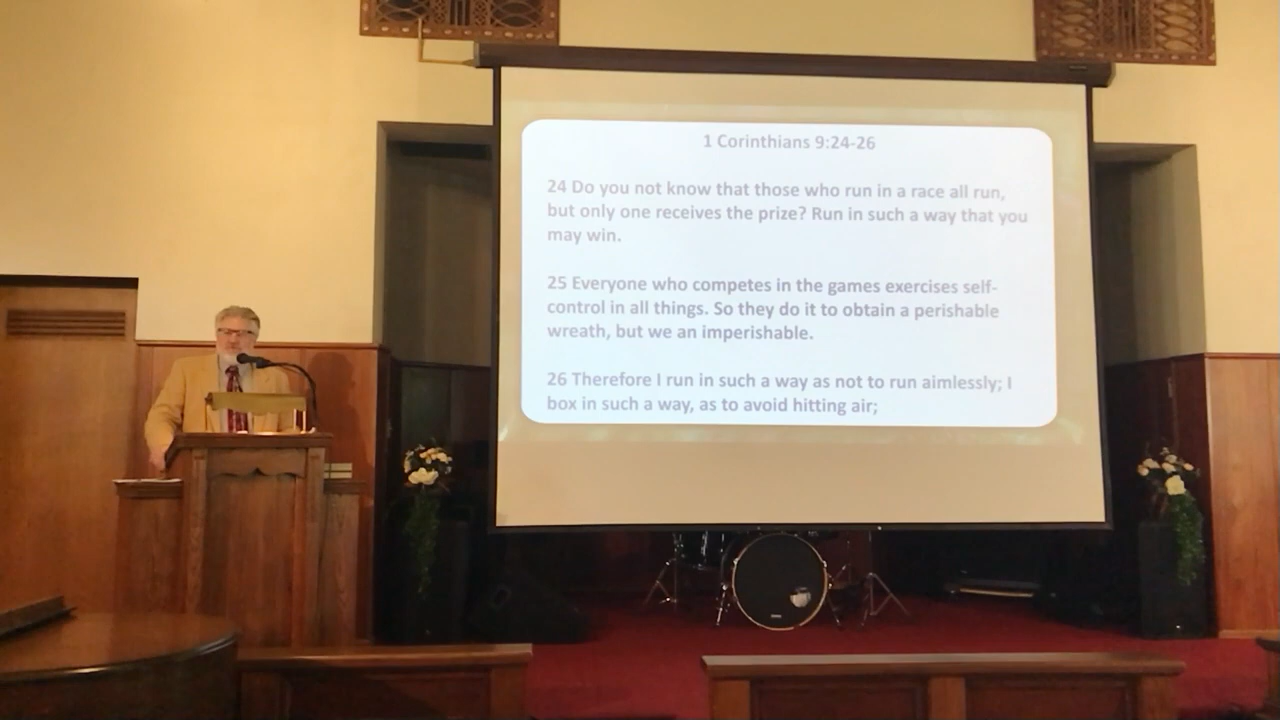 1 Corinthians 9:24-26
24 Do you not know that those who run in a race all run,
but only one receives the prize? Run in such a way that you
may win.
25 Everyone who competes in the games exercises self-
control in all things. So they do it to obtain a perishable
wreath, but we an imperishable.
26 Therefore I run in such a way as not to run aimlessly; I
box in such a way, as to avoid hitting air;